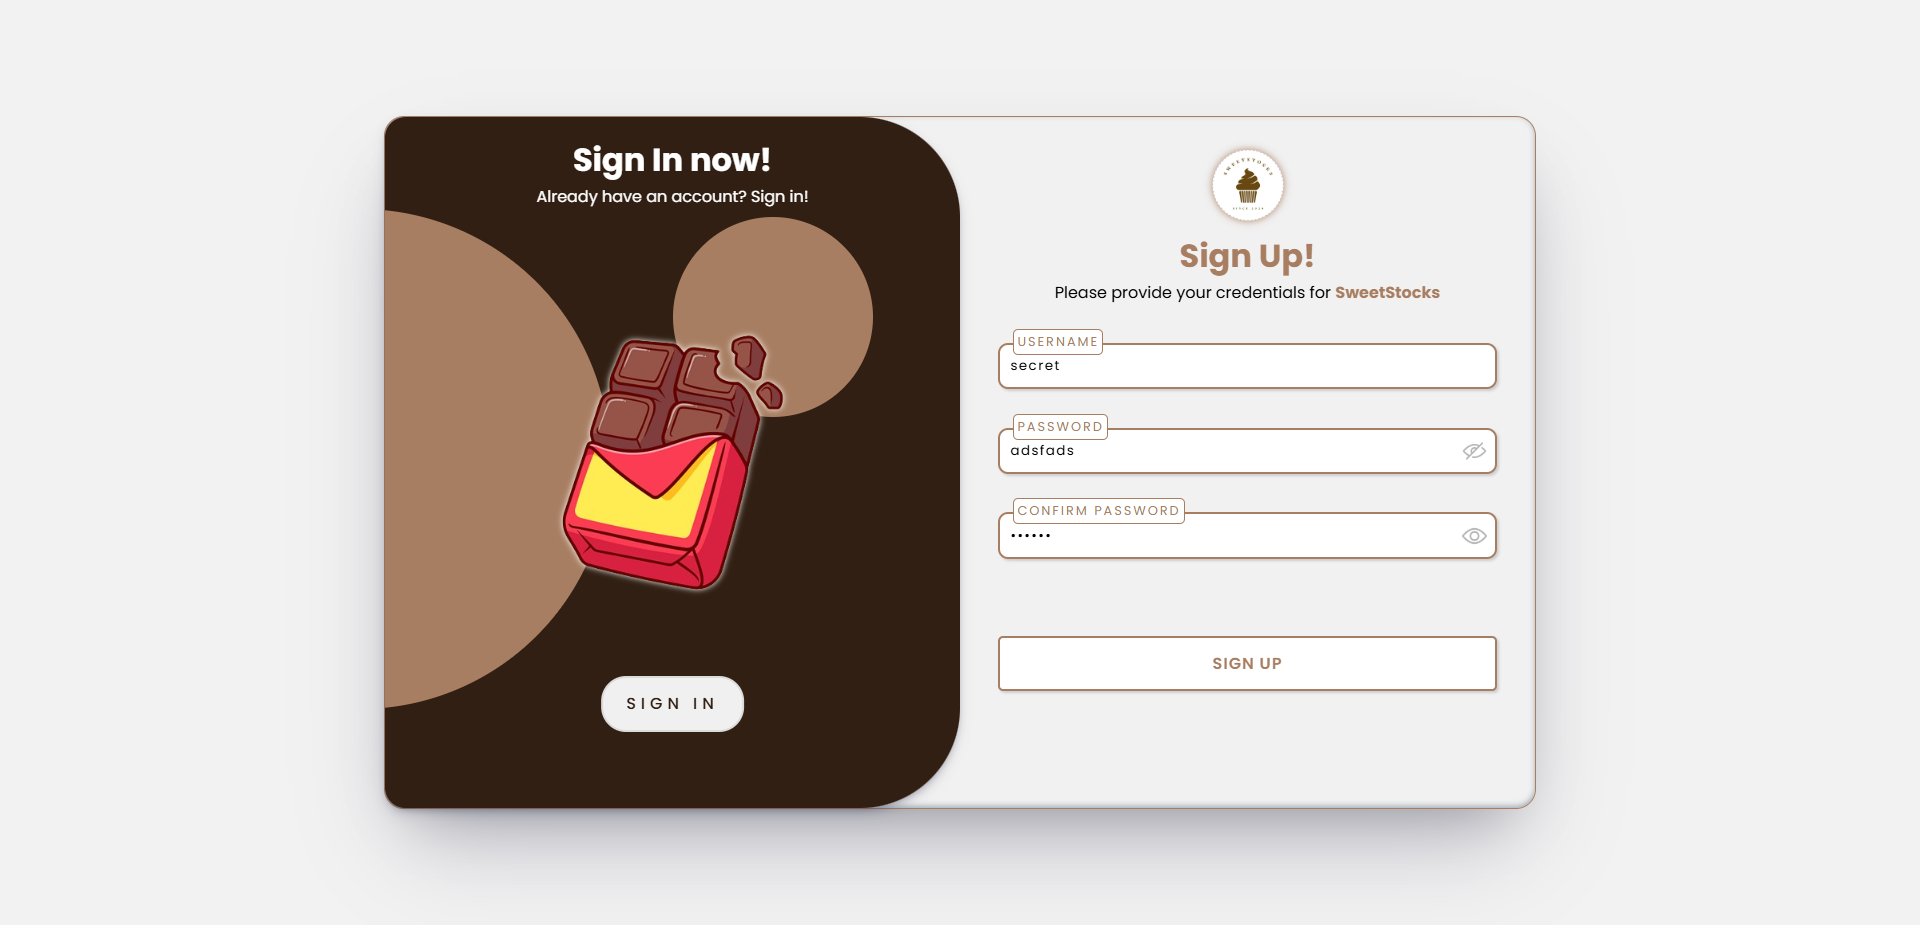 Sign In now!
Already have an account? Sign in!
SIGN IN
SWEETSTOCKS
Sign Up!
Please provide your credentials for SweetStocks
USERNAME
secret
PASSWORD
adsfads
CONFIRM PASSWORD
••••••
SIGN UP